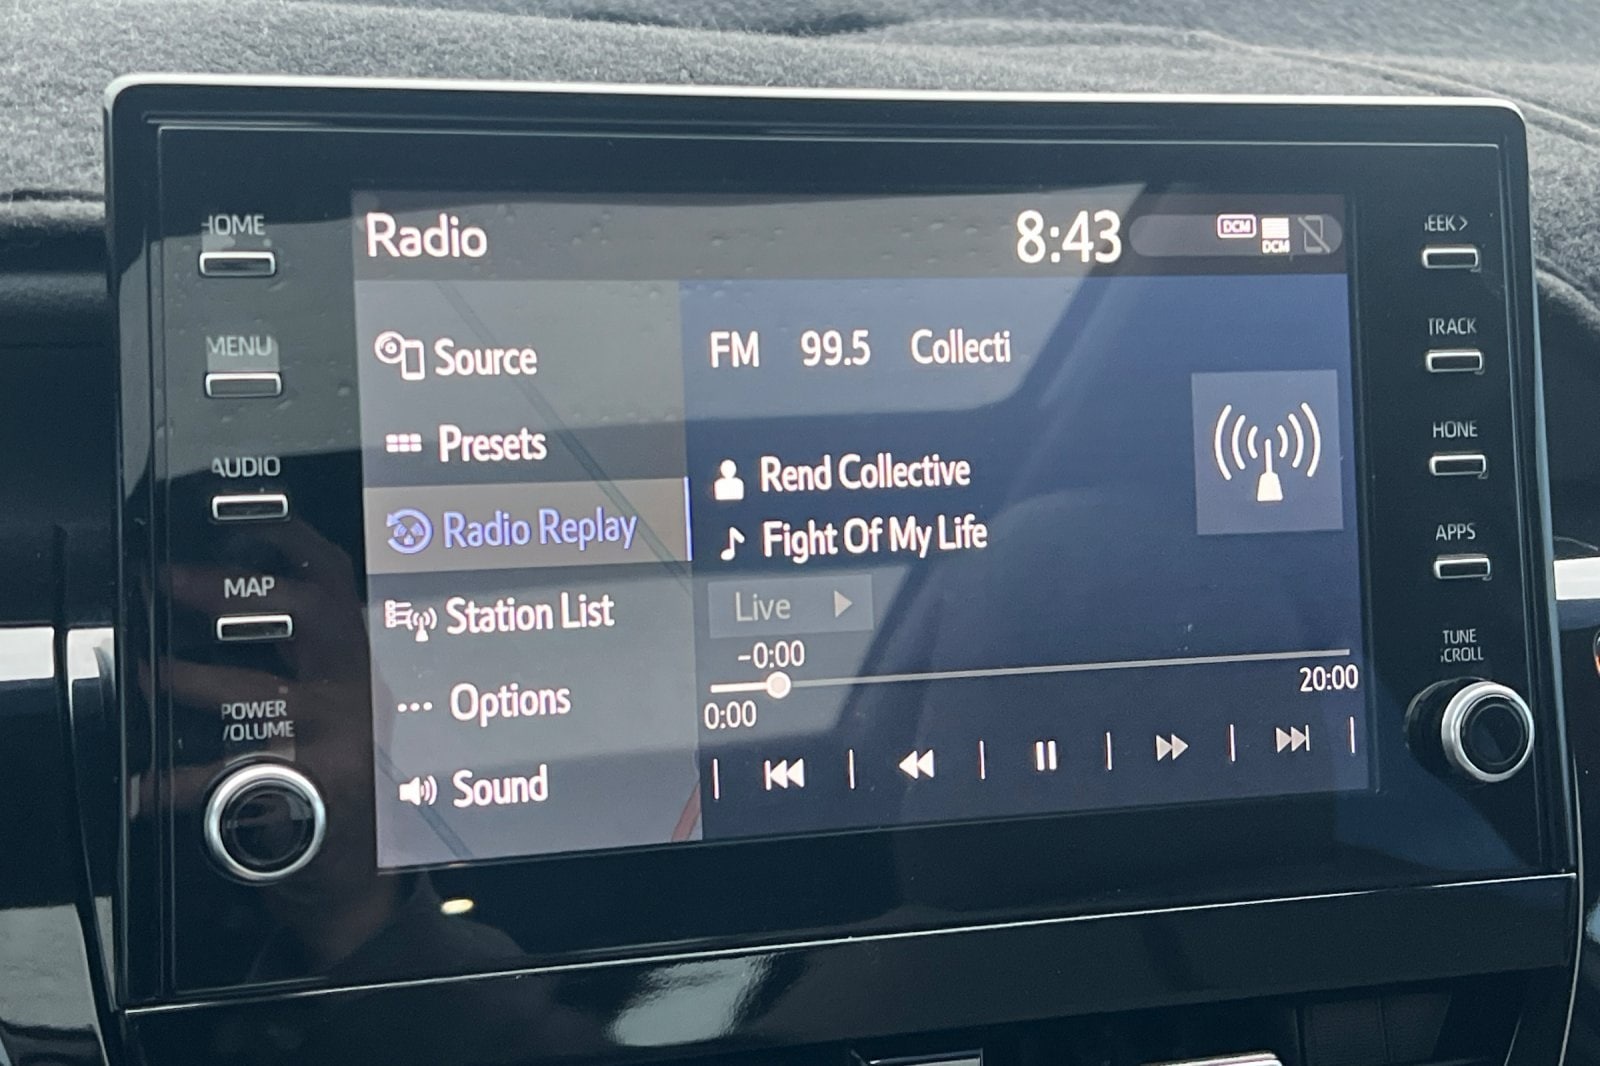 HOME
MENU
AUDIO
MAP
POWER
/OLUME
Radio
8:43
DCM
DCM
Source
Presets
Radio Replay
Station List
Options
Sound
FM 99.5 Collecti
Rend Collective
Fight Of My Life
Live
-0:00
0:00
20:00
EEK >
TRACK
HONE
APPS
TUNE
CROLL